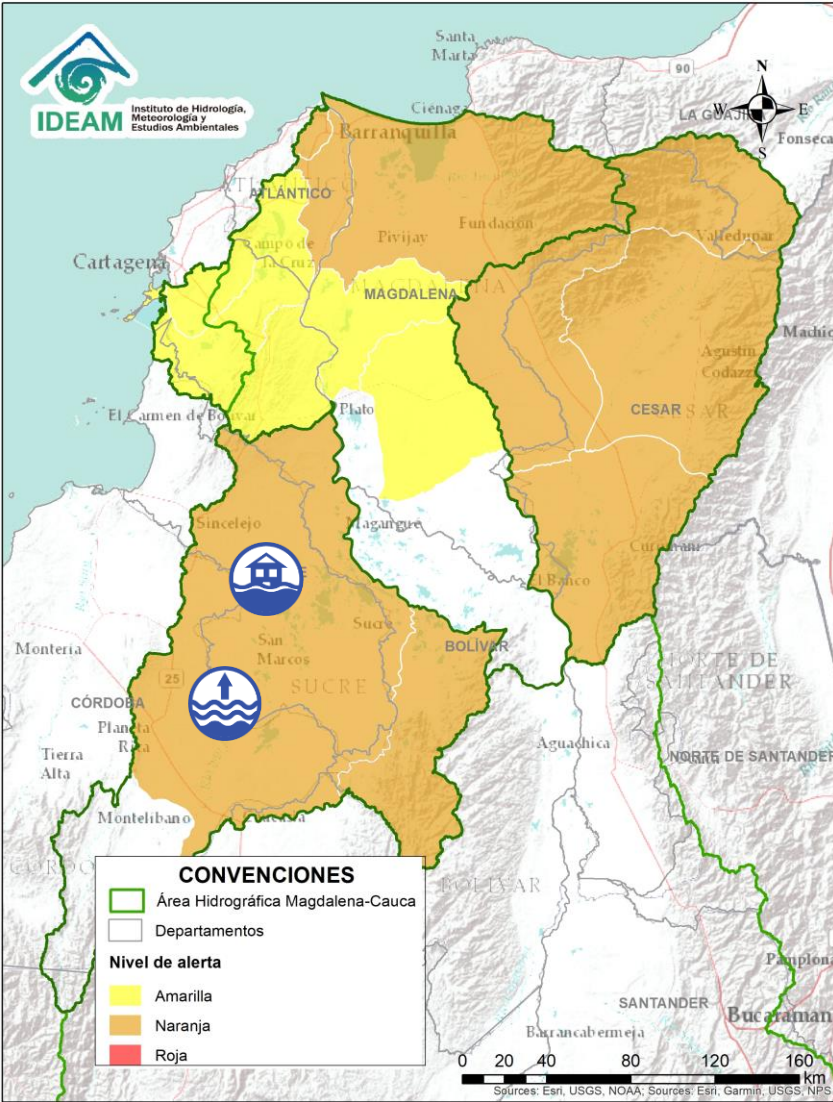 IDEAM
Instituto de Hidrología,
Meteorología y
Estudios Ambientales
Santa
Marta
90
N
W
E
S
LA GUAJIRA
Fonseca
Ciénaga
Barranquilla
ATLÁNTICO
Campo de
la Cruz
Pivijay
Fundación
Valledupar
Cartagena
MAGDALENA
Agustín
Codazzi
CESAR
CESAR
El Carmen de Bolívar
Plato
Sincelejo
Magangue
El Banco
Sucre
BOLÍVAR
San
Marcos
Montería
25
SUCRE
CÓRDOBA
Planeta
Rica
Tierra
Alta
Aguachica
NORTE DE
SANTANDER
NORTE DE SANTANDER
Montelíbano
BOLÍVAR
Pamplona
SANTANDER
Bucaraman
Barrancabermeja
CONVENCIONES
Área Hidrográfica Magdalena-Cauca
Departamentos
Nivel de alerta
Amarilla
Naranja
Roja
0 20 40 80 120 160
km
Sources: Esri, USGS, NOAA; Sources: Esri, Garmin, USGS, NPS